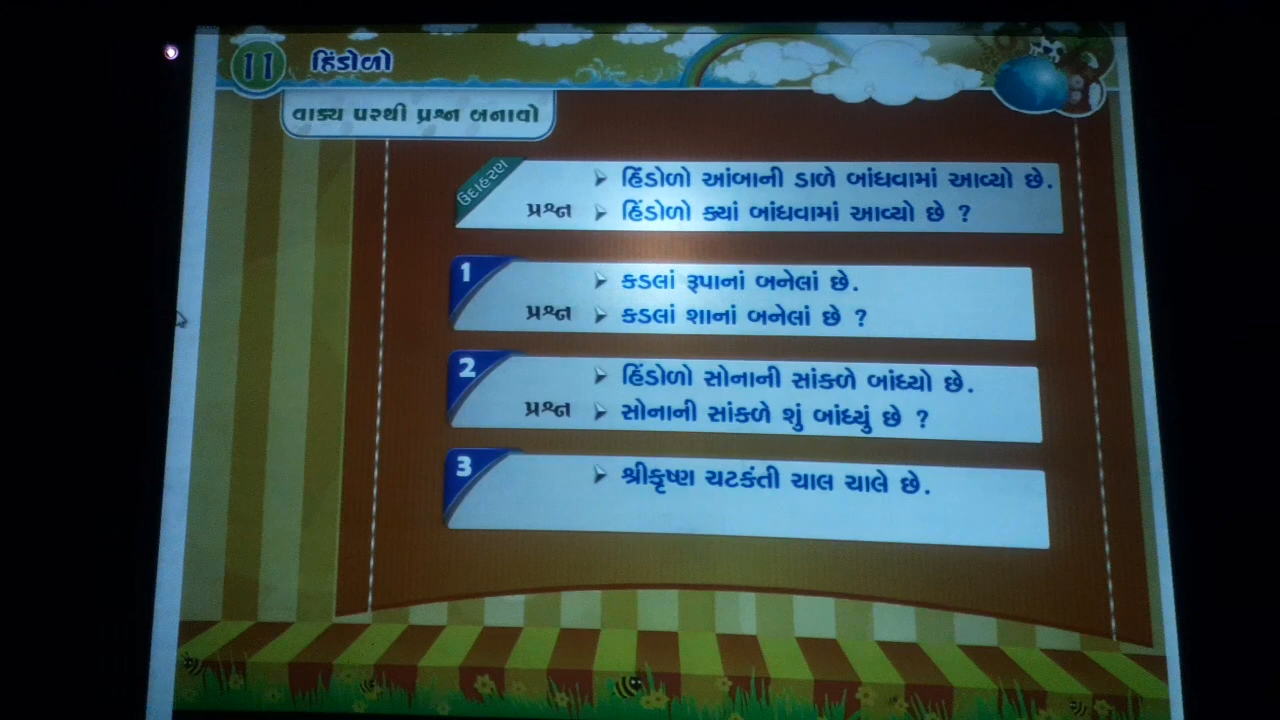 11 હિંડોળો
વાક્ય પરથી પ્રશ્ન બનાવો
ઉદાહરણ
➤ હિંડોળો આંબાની ડાળે બાંધવામાં આવ્યો છે.
પ્રશ્ન ➤ હિંડોળો ક્યાં બાંધવામાં આવ્યો છે ?
1 ➤ કડલાં રૂપાનાં બનેલાં છે.
પ્રશ્ન ➤ કડલાં શાનાં બનેલાં છે ?
2 ➤ હિંડોળો સોનાની સાંકળે બાંધ્યો છે.
પ્રશ્ન ➤ સોનાની સાંકળે શું બાંધ્યું છે ?
3 ➤ શ્રીકૃષ્ણ ચટકંતી ચાલ ચાલે છે.